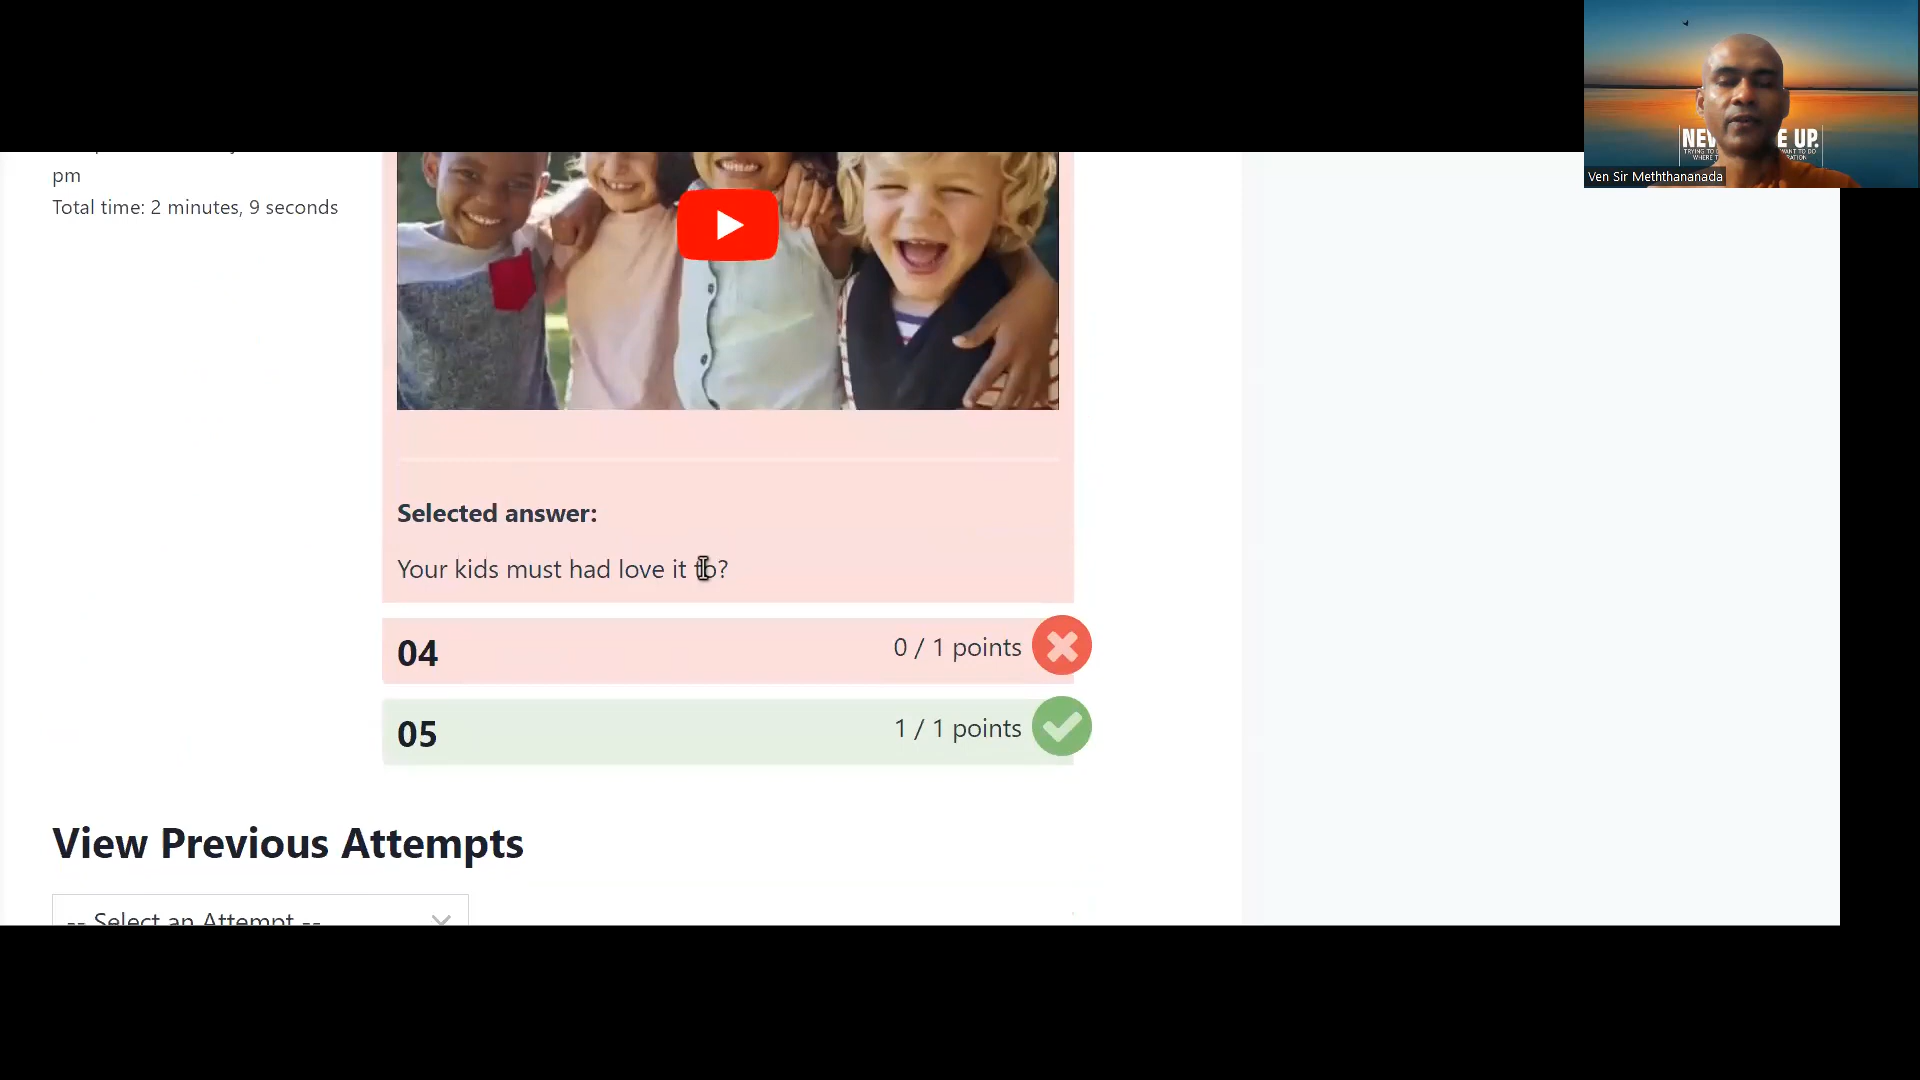 Ven Sir Meththananada
pm
Total time: 2 minutes, 9 seconds
Selected answer:
Your kids must had love it to?
04
0 / 1 points
05
1 / 1 points
View Previous Attempts
-- Select an Attempt --